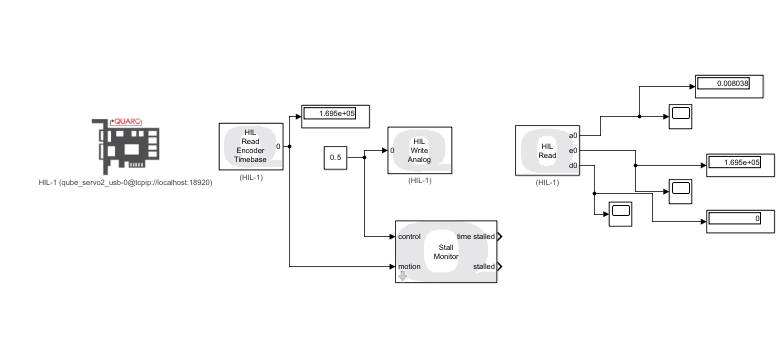 QUARC
HIL-1 (qube_servo2_usb-0@tcpip://localhost:18920)
HIL
Read
Encoder
Timebase
0
(HIL-1)
1.695e+05
0.5
0
HIL
Write
Analog
(HIL-1)
control
motion
Stall
Monitor
time stalled
stalled
HIL
Read
a0
e0
d0
(HIL-1)
0.008038
1.695e+05
0